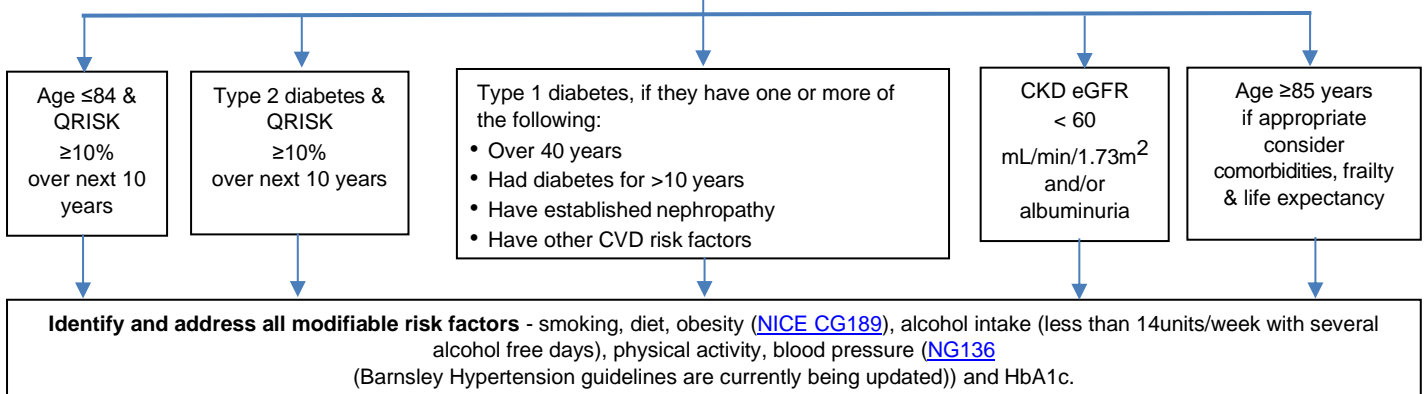 Age ≤84 &
QRISK
≥10%
over next 10
years
Type 2 diabetes &
QRISK
≥10%
over next 10 years
Type 1 diabetes, if they have one or more of
the following:
• Over 40 years
• Had diabetes for >10 years
• Have established nephropathy
• Have other CVD risk factors
CKD eGFR
< 60
mL/min/1.73m²
and/or
albuminuria
Age ≥85 years
if appropriate
consider
comorbidities, frailty
& life expectancy
Identify and address all modifiable risk factors - smoking, diet, obesity (NICE CG189), alcohol intake (less than 14units/week with several
alcohol free days), physical activity, blood pressure (NG136
(Barnsley Hypertension guidelines are currently being updated)) and HbA1c.